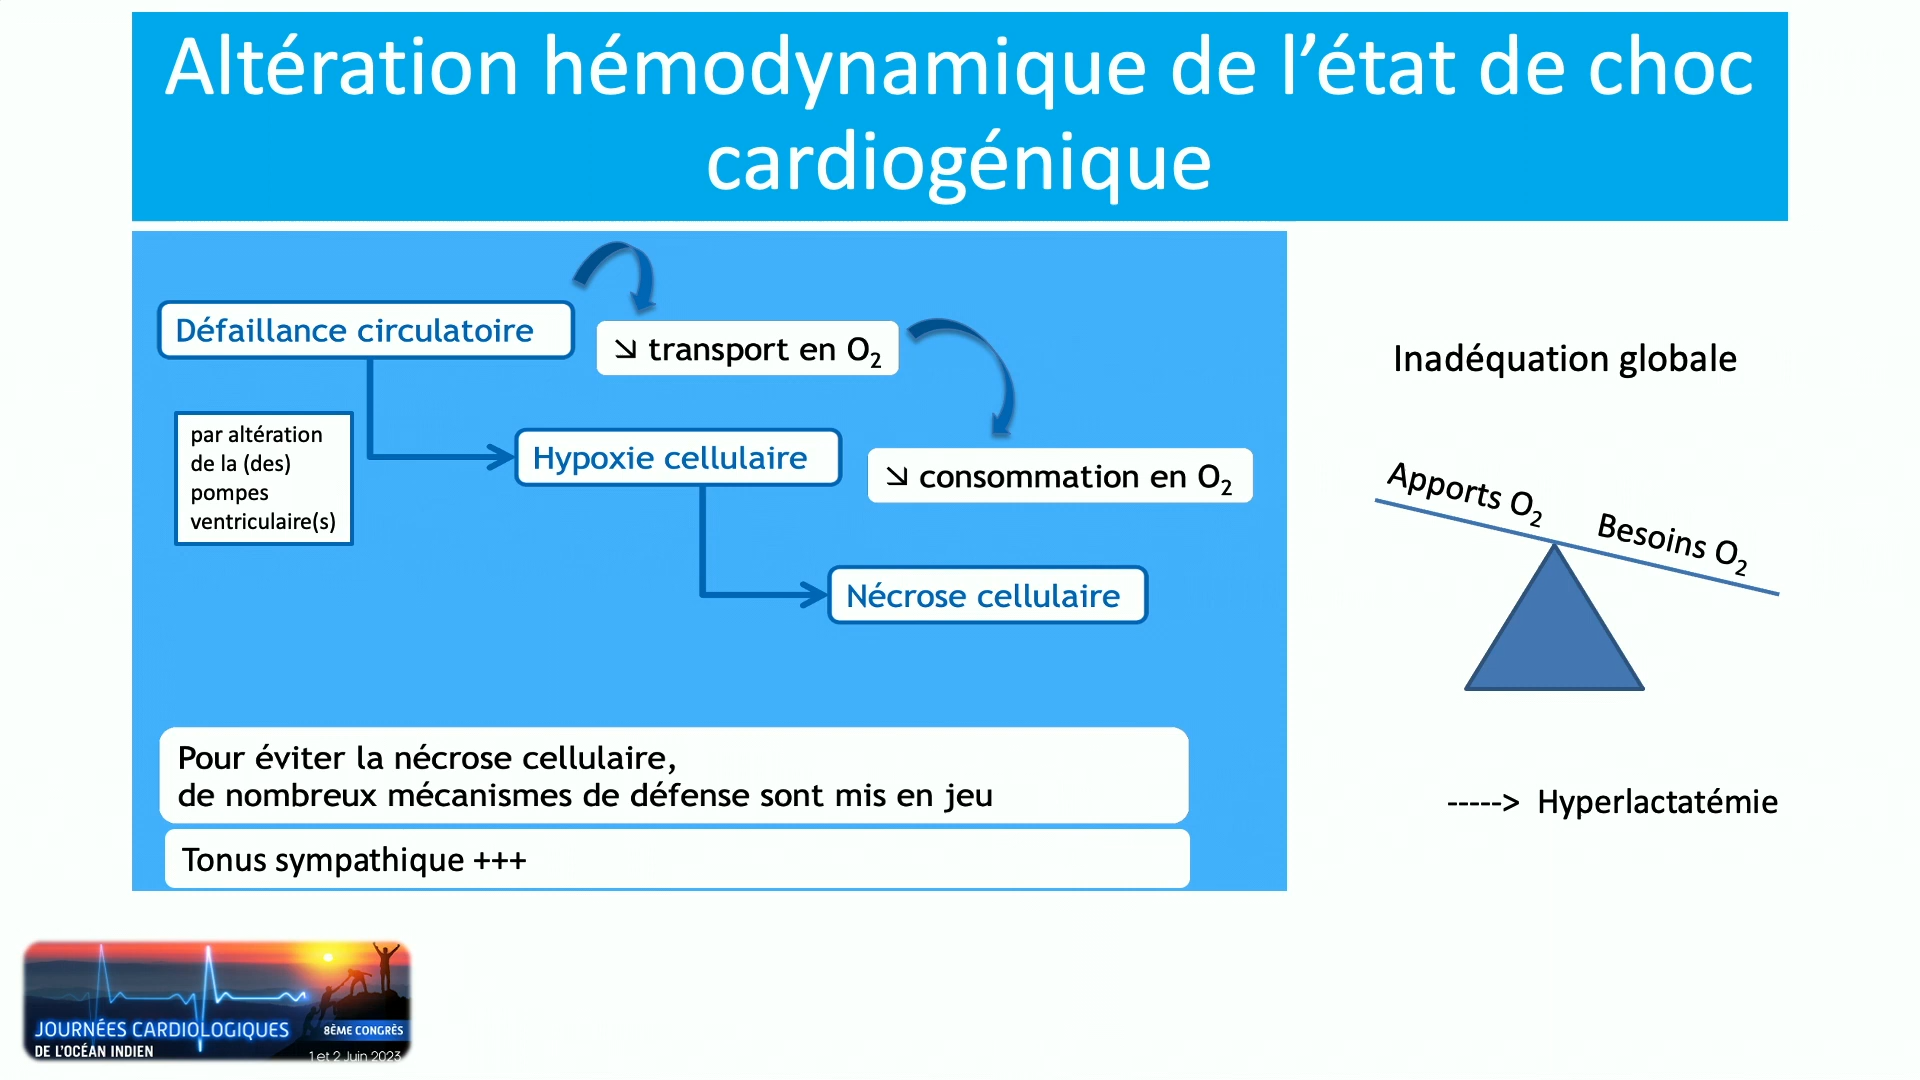 Altération hémodynamique de l’état de choc
cardiogénique
Défaillance circulatoire
↘ transport en O₂
par altération
de la (des)
pompes
ventriculaire(s)
Hypoxie cellulaire
↘ consommation en O₂
Nécrose cellulaire
Pour éviter la nécrose cellulaire,
de nombreux mécanismes de défense sont mis en jeu
Tonus sympathique +++
Inadéquation globale
Apports O₂
Besoins O₂
-----> Hyperlactatémie
JOURNÉES CARDIOLOGIQUES
DE L’OCÉAN INDIEN
8ÈME CONGRÈS
1 et 2 Juin 2023